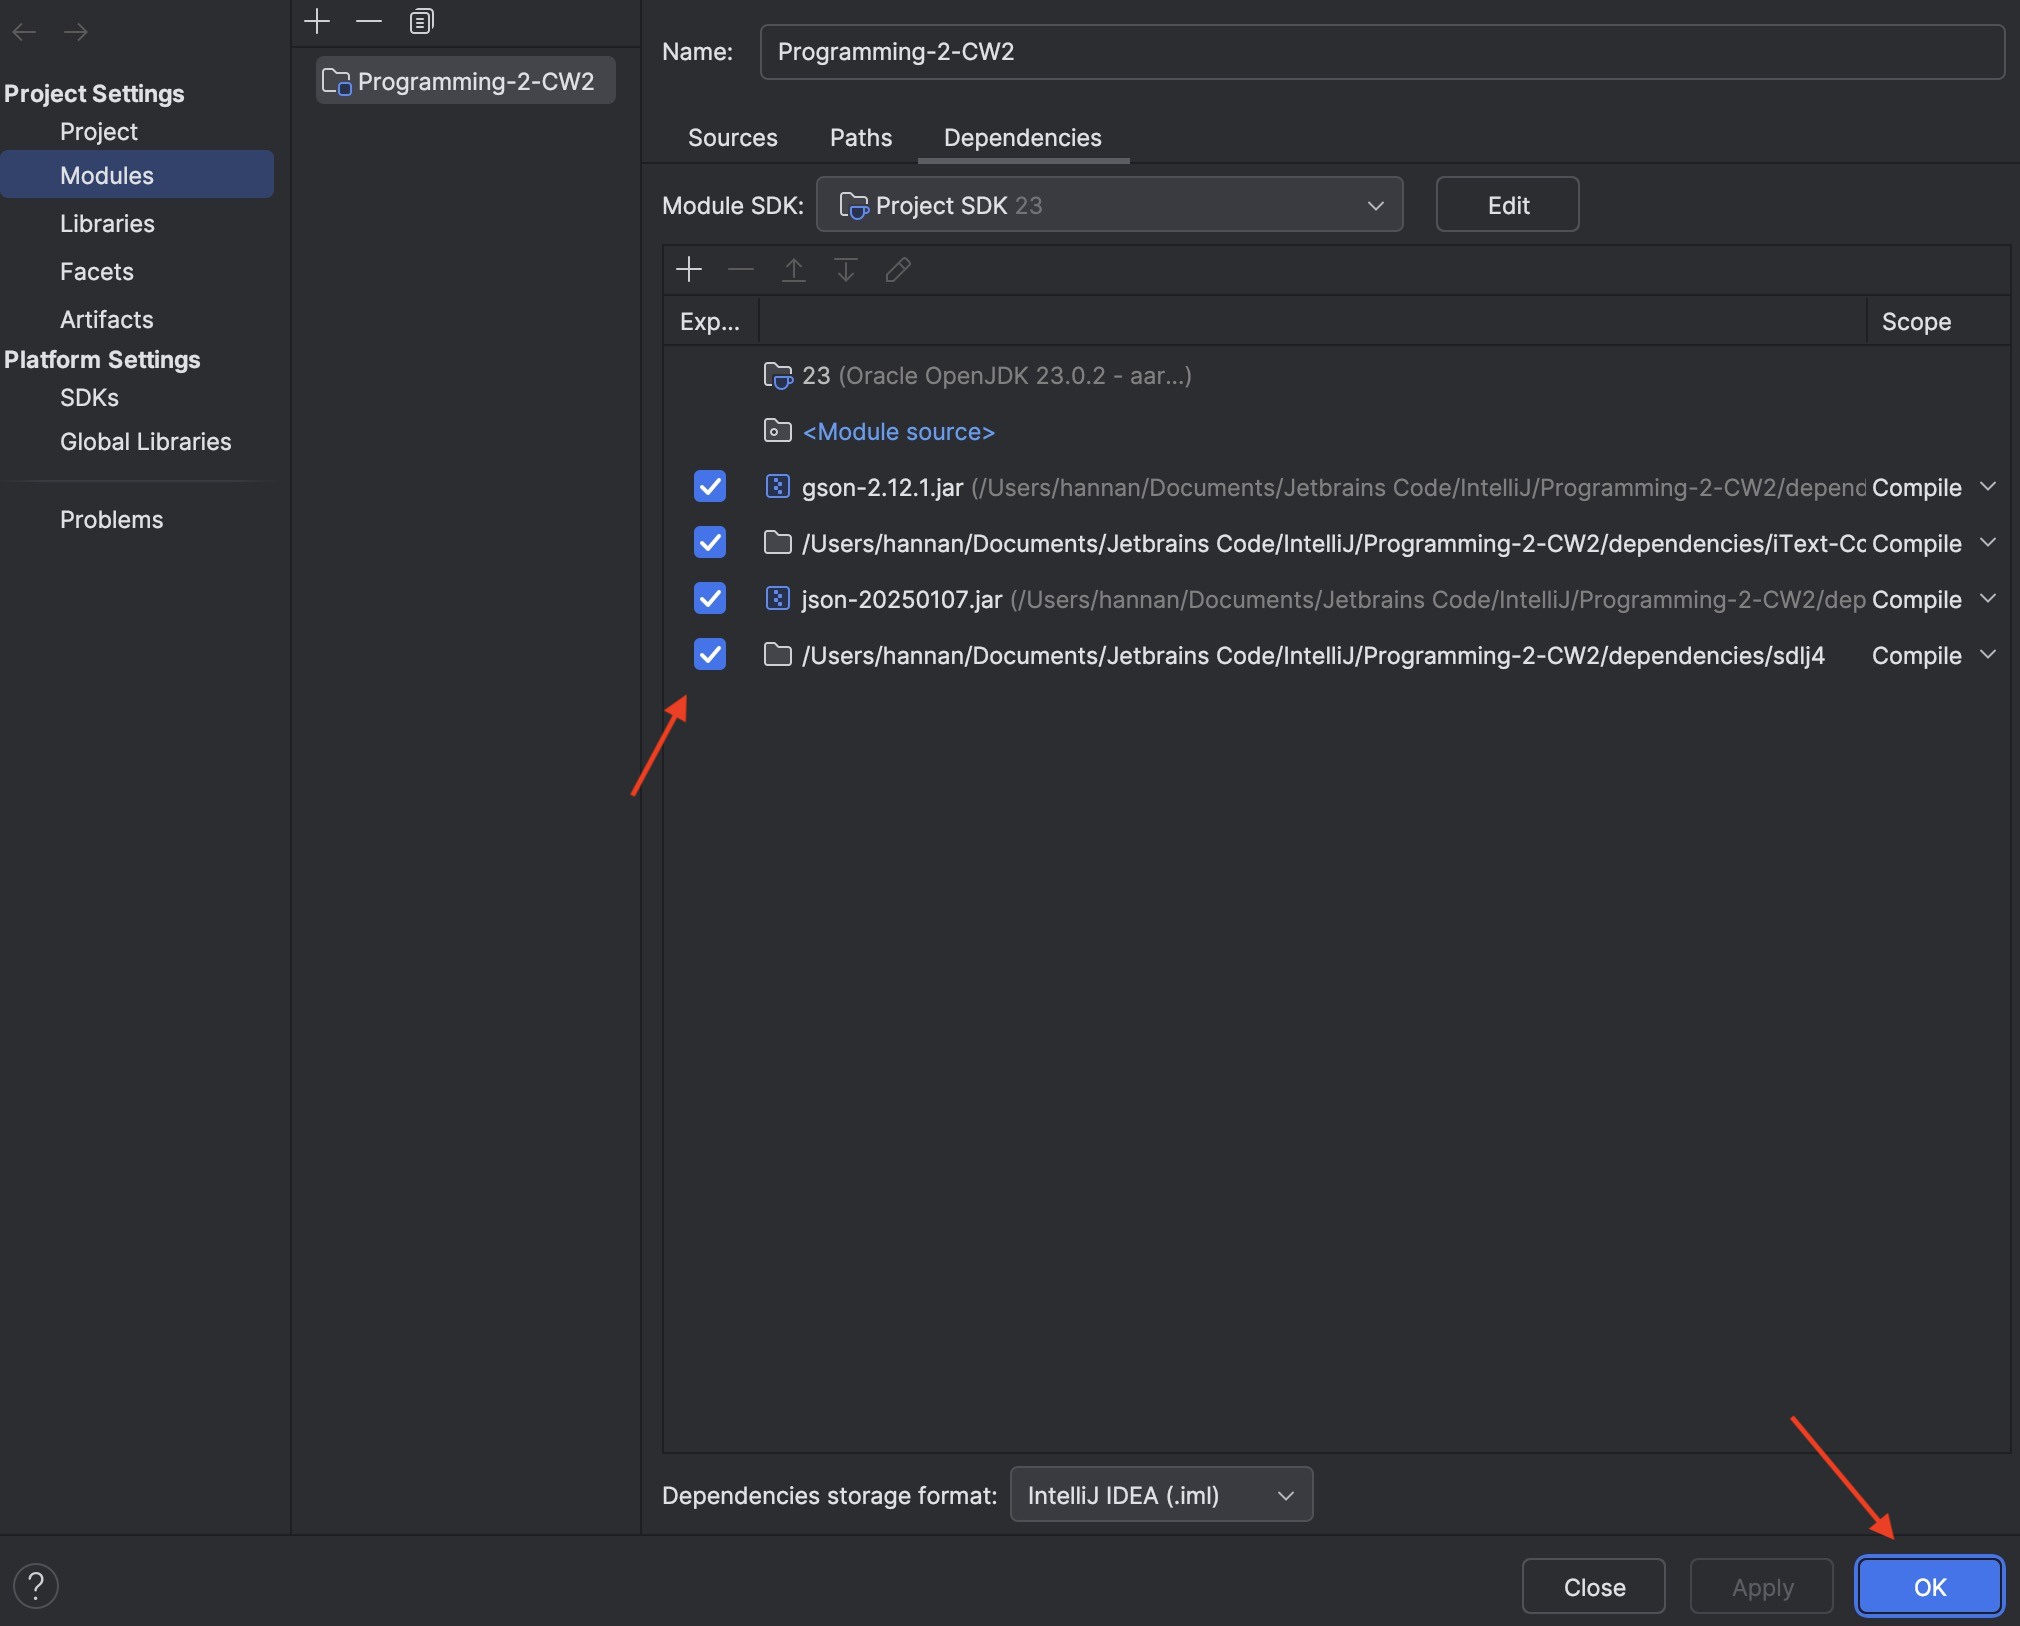 Project Settings
Project
Modules
Libraries
Facets
Artifacts
Platform Settings
SDKs
Global Libraries
Problems
Programming-2-CW2
Name: Programming-2-CW2
Sources Paths Dependencies
Module SDK: Project SDK 23 Edit
Exp... Scope
23 (Oracle OpenJDK 23.0.2 - aar...)
<Module source>
gson-2.12.1.jar (/Users/hannan/Documents/Jetbrains Code/IntelliJ/Programming-2-CW2/depend Compile
/Users/hannan/Documents/Jetbrains Code/IntelliJ/Programming-2-CW2/dependencies/iText-Co Compile
json-20250107.jar (/Users/hannan/Documents/Jetbrains Code/IntelliJ/Programming-2-CW2/dep Compile
/Users/hannan/Documents/Jetbrains Code/IntelliJ/Programming-2-CW2/dependencies/sdlj4 Compile
Dependencies storage format: IntelliJ IDEA (.iml)
? Close Apply OK